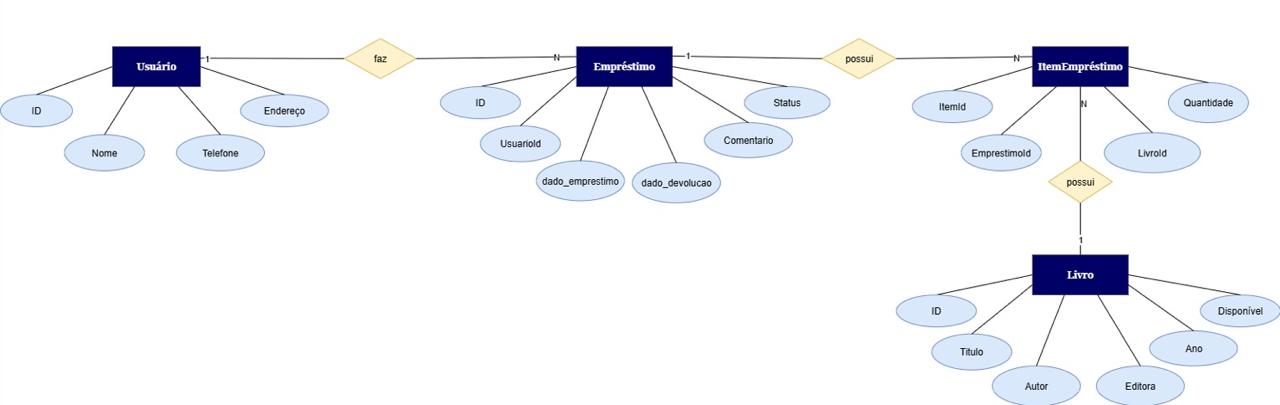 Usuário
1
faz
N
Empréstimo
1
possui
N
ItemEmpréstimo
ID
Nome
Telefone
Endereço
ID
UsuarioId
dado_emprestimo
dado_devolucao
Comentario
Status
ItemId
EmprestimoId
N
LivroId
Quantidade
possui
1
Livro
ID
Titulo
Autor
Editora
Ano
Disponível